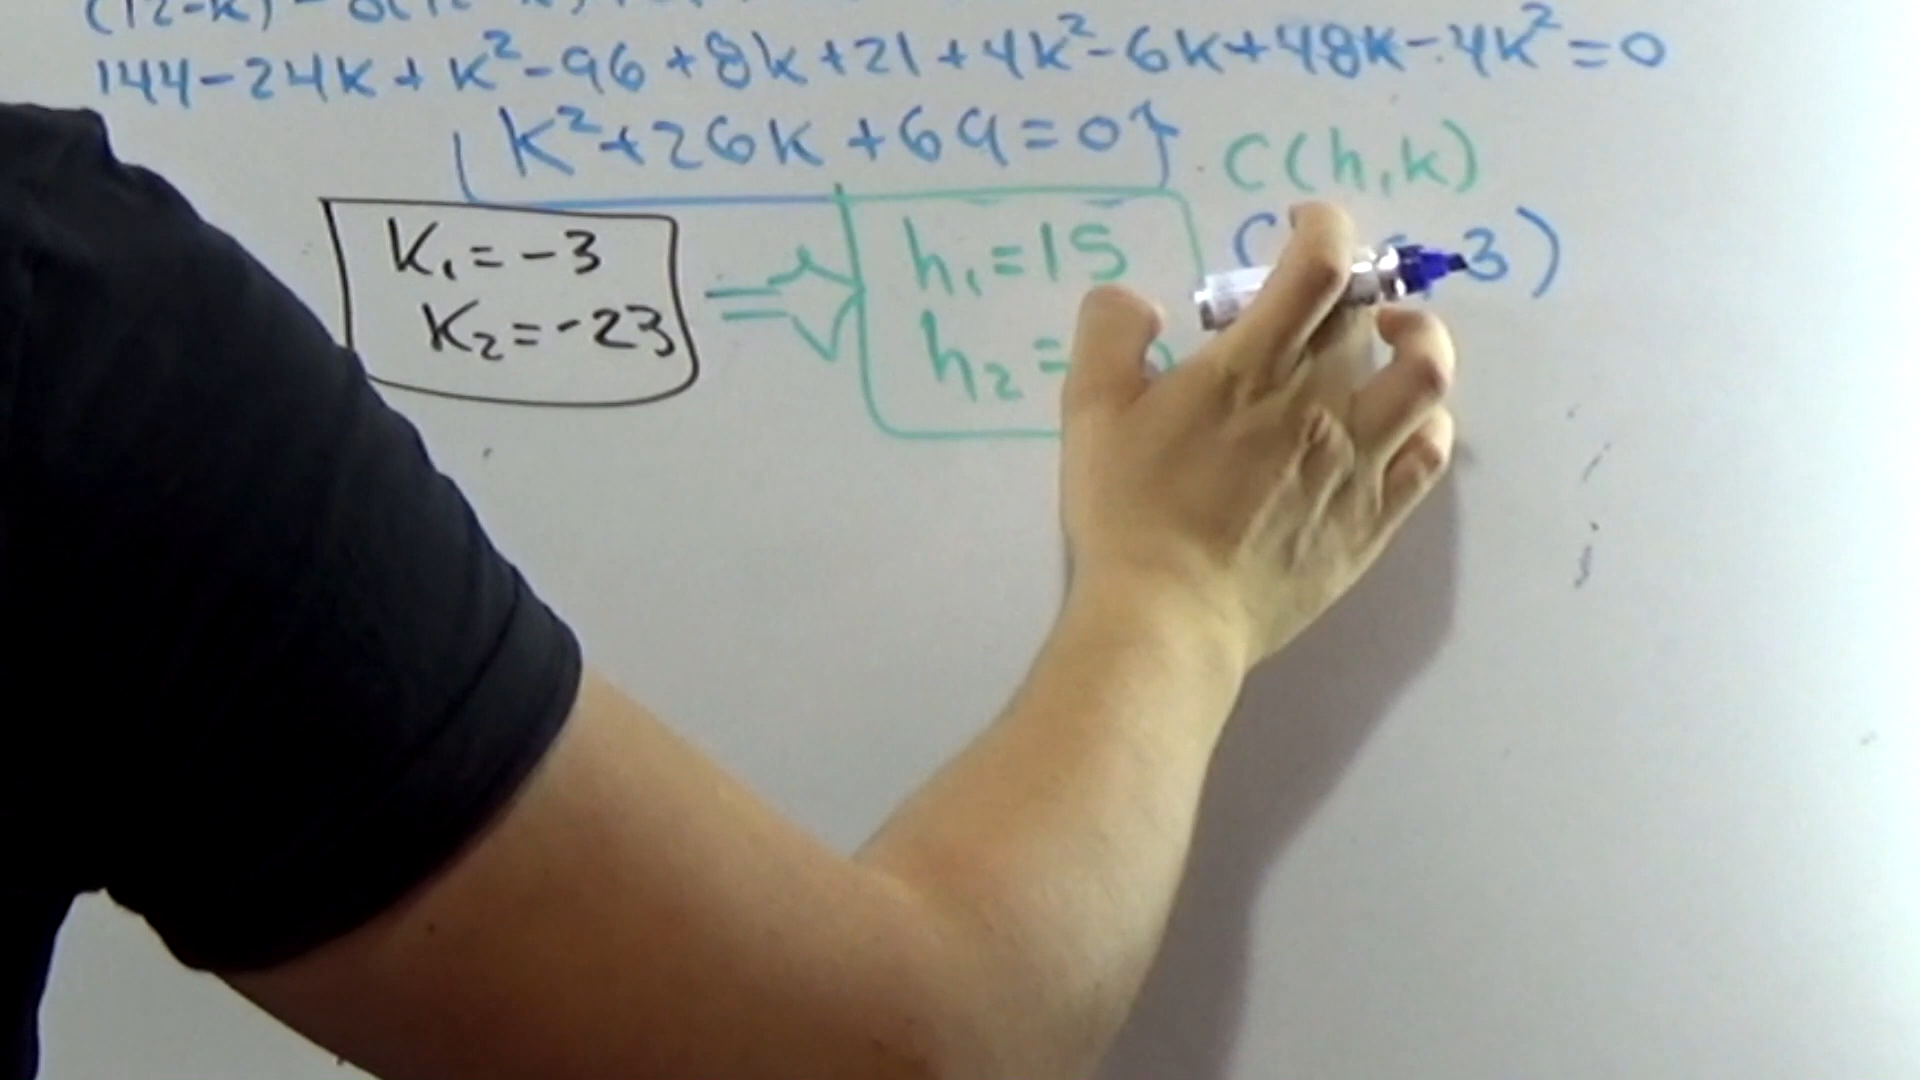 144-24k+k²-96+8k+21+4k²-6k+48k-4k²=0
k²+26k+69=0
C(h,k)
k₁=-3
k₂=-23
h₁=15
h₂=
( 3)